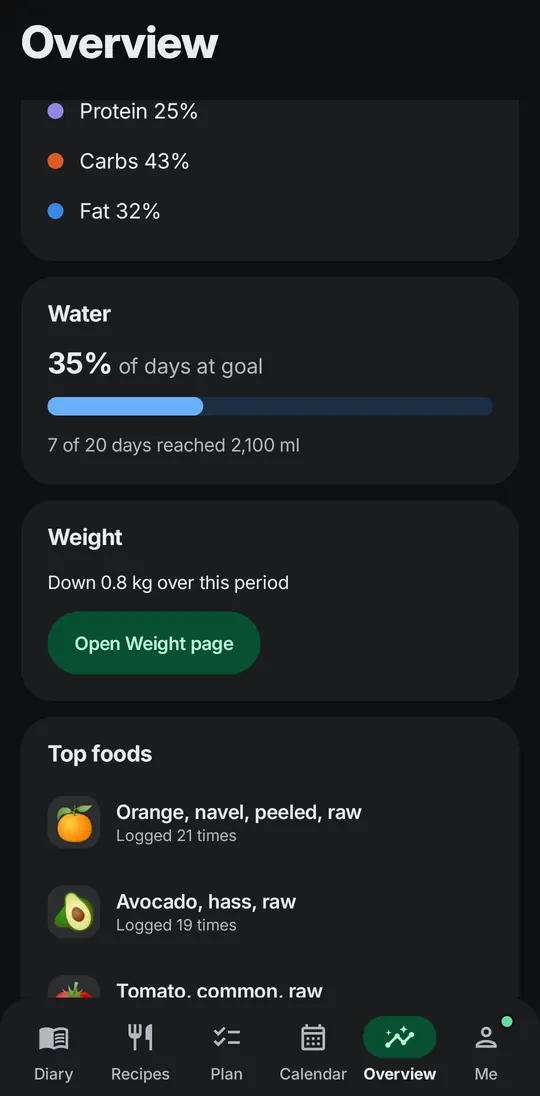 Overview
Protein 25%
Carbs 43%
Fat 32%
Water
35% of days at goal
7 of 20 days reached 2,100 ml
Weight
Down 0.8 kg over this period
Open Weight page
Top foods
Orange, navel, peeled, raw
Logged 21 times
Avocado, hass, raw
Logged 19 times
Tomato, common, raw
Diary
Recipes
Plan
Calendar
Overview
Me